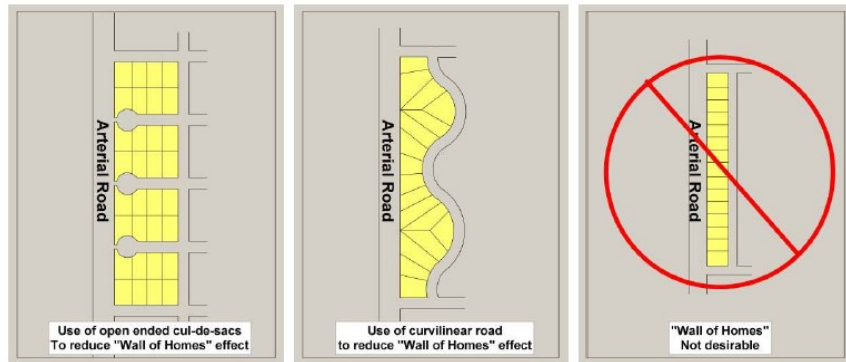 Arterial Road
Use of open ended cul-de-sacs
To reduce "Wall of Homes" effect
Arterial Road
Use of curvilinear road
to reduce "Wall of Homes" effect
Arterial Road
"Wall of Homes"
Not desirable